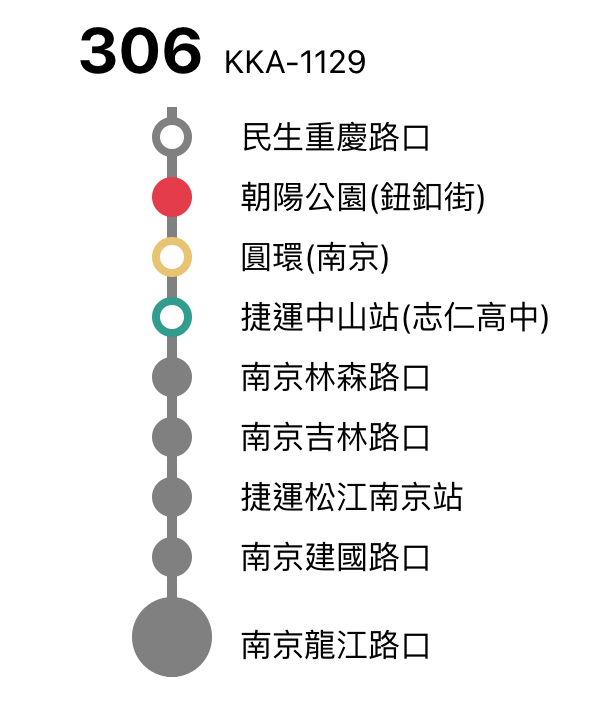 306 KKA-1129
民生重慶路口
朝陽公園(鈕釦街)
圓環(南京)
捷運中山站(志仁高中)
南京林森路口
南京吉林路口
捷運松江南京站
南京建國路口
南京龍江路口